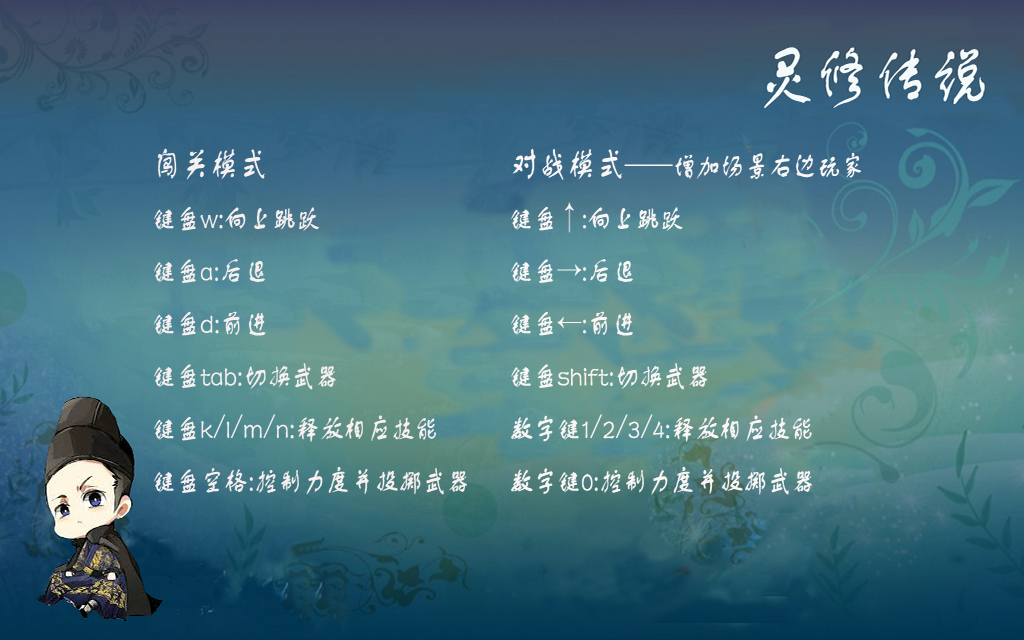 灵修传说
闯关模式
键盘w:向上跳跃
键盘a:后退
键盘d:前进
键盘tab:切换武器
键盘k/l/m/n:释放相应技能
键盘空格:控制力度并投掷武器
对战模式——增加场景右边玩家
键盘↑:向上跳跃
键盘→:后退
键盘←:前进
键盘shift:切换武器
数字键1/2/3/4:释放相应技能
数字键0:控制力度并投掷武器